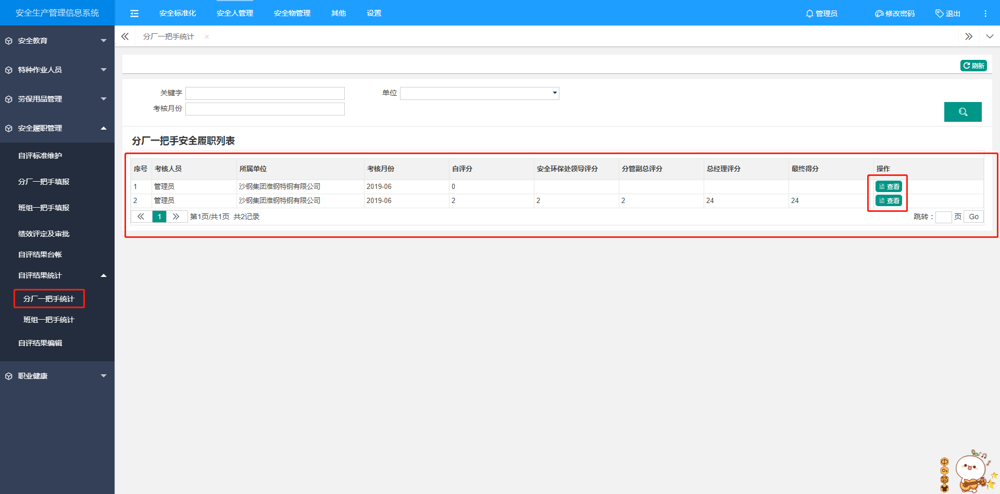 安全生产管理信息系统
安全标准化 安全人管理 安全物管理 其他 设置
管理员 修改密码 退出
分厂一把手统计
安全教育
特种作业人员
劳保用品管理
安全履职管理
自评标准维护
分厂一把手填报
班组一把手填报
绩效评定及审批
自评结果台帐
自评结果统计
分厂一把手统计
班组一把手统计
自评结果编辑
职业健康
刷新
关键字 单位
考核月份
分厂一把手安全履职列表
序号 考核人员 所属单位 考核月份 自评分 安全环保处领导评分 分管副总评分 总经理评分 最终得分 操作
1 管理员 沙钢集团淮钢特钢有限公司 2019-06 0 查看
2 管理员 沙钢集团淮钢特钢有限公司 2019-06 2 2 2 24 24 查看
1 第1页/共1页 共2记录 跳转： 页 Go
中
简